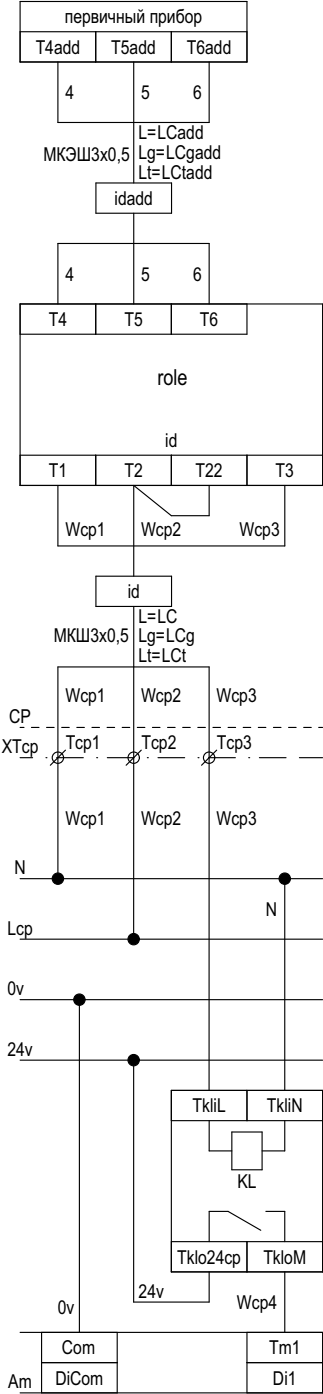 первичный прибор
T4add T5add T6add
4 5 6
МКЭШ3х0,5
L=LCadd
Lg=LCgadd
Lt=LCtadd
idadd
4 5 6
T4 T5 T6
role
id
T1 T2 T22 T3
Wcp1 Wcp2 Wcp3
id
МКШ3х0,5
L=LC
Lg=LCg
Lt=LCt
Wcp1 Wcp2 Wcp3
CP
XTcp Tcp1 Tcp2 Tcp3
Wcp1 Wcp2 Wcp3
N
N
Lcp
0v
24v
TkliL TkliN
KL
Tklo24cp TkloM
0v 24v Wcp4
Com Tm1
Am DiCom Di1